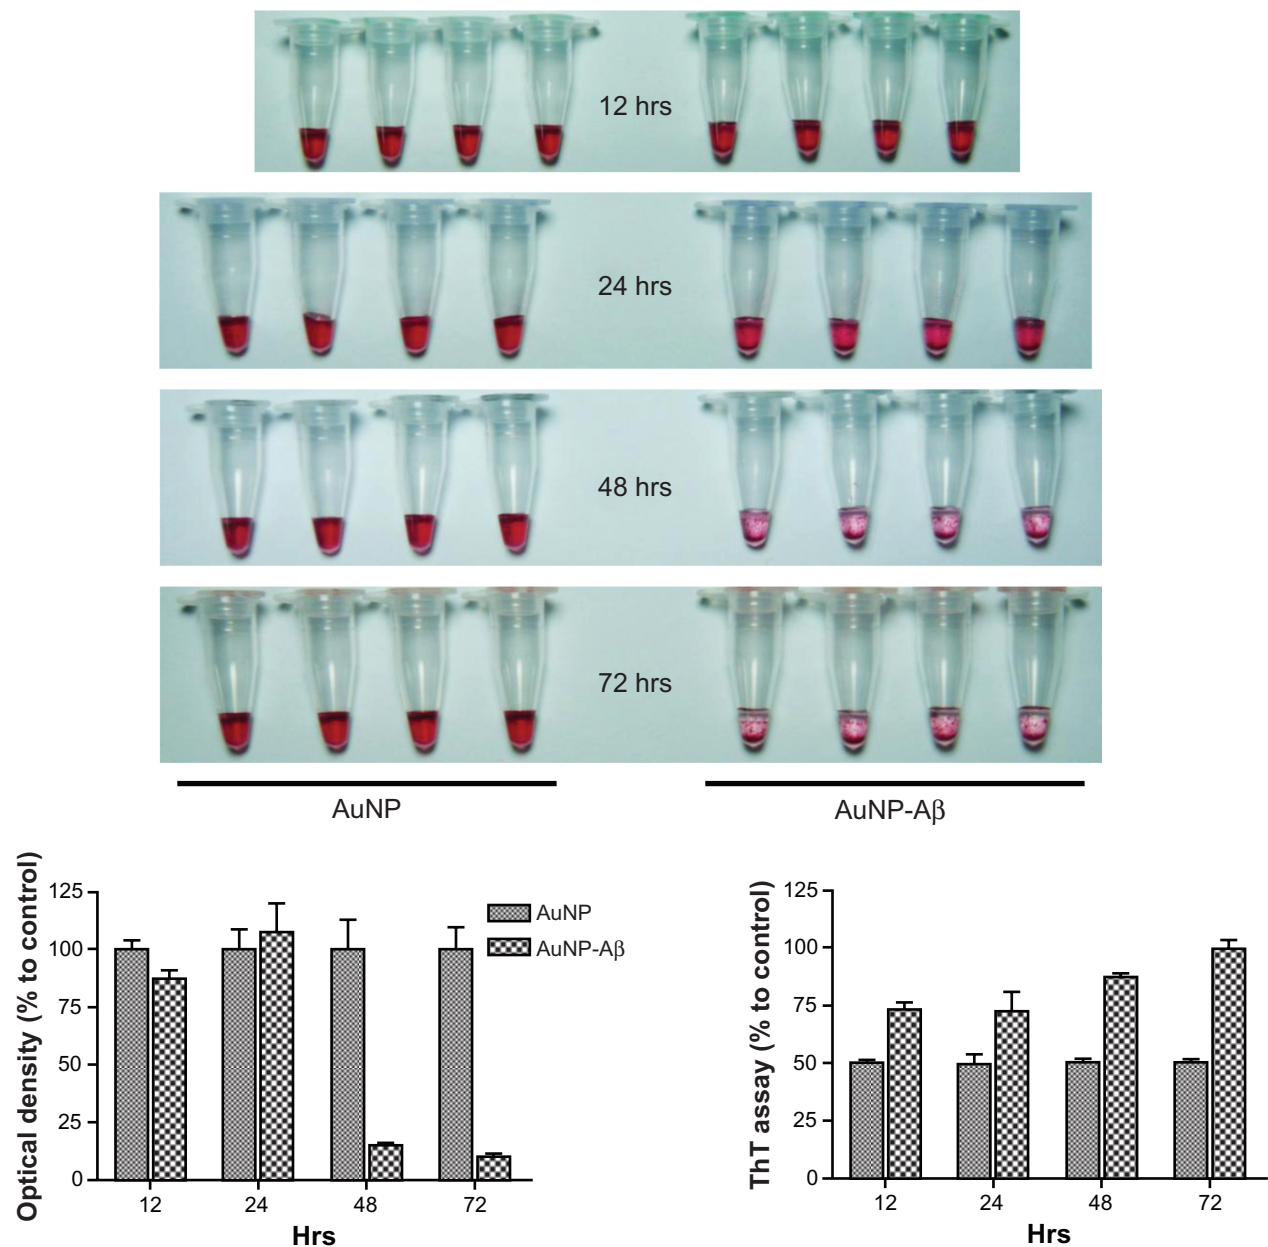 12 hrs
24 hrs
48 hrs
72 hrs
AuNP
AuNP-Aβ
Optical density (% to control)
125
100
75
50
25
0
12
24
48
72
Hrs
AuNP
AuNP-Aβ
ThT assay (% to control)
125
100
75
50
25
0
12
24
48
72
Hrs